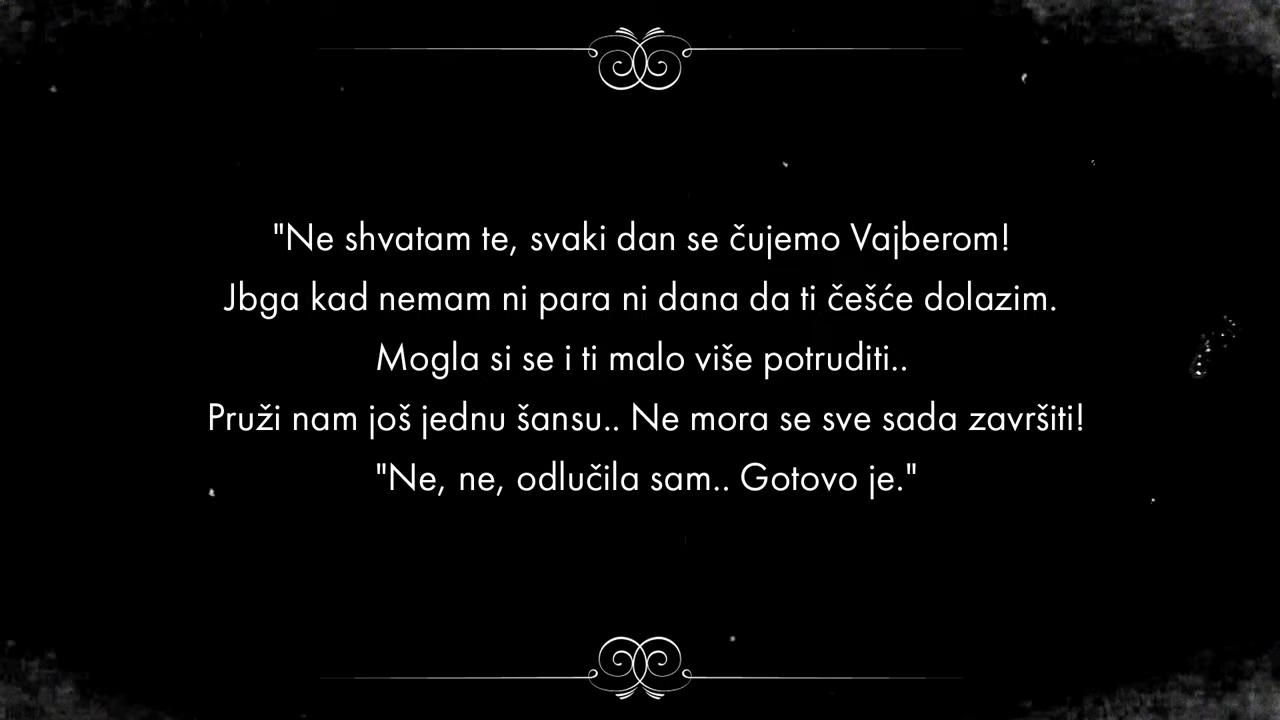 "Ne shvatam te, svaki dan se čujemo Vajberom!
Jbga kad nemam ni para ni dana da ti češće dolazim.
Mogla si se i ti malo više potruditi..
Pruži nam još jednu šansu.. Ne mora se sve sada završiti!
"Ne, ne, odlučila sam.. Gotovo je."